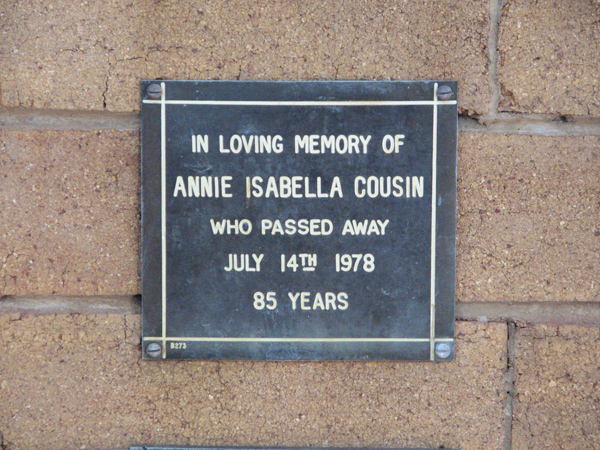 IN LOVING MEMORY OF
ANNIE ISABELLA COUSIN
WHO PASSED AWAY
JULY 14TH 1978
85 YEARS
B273